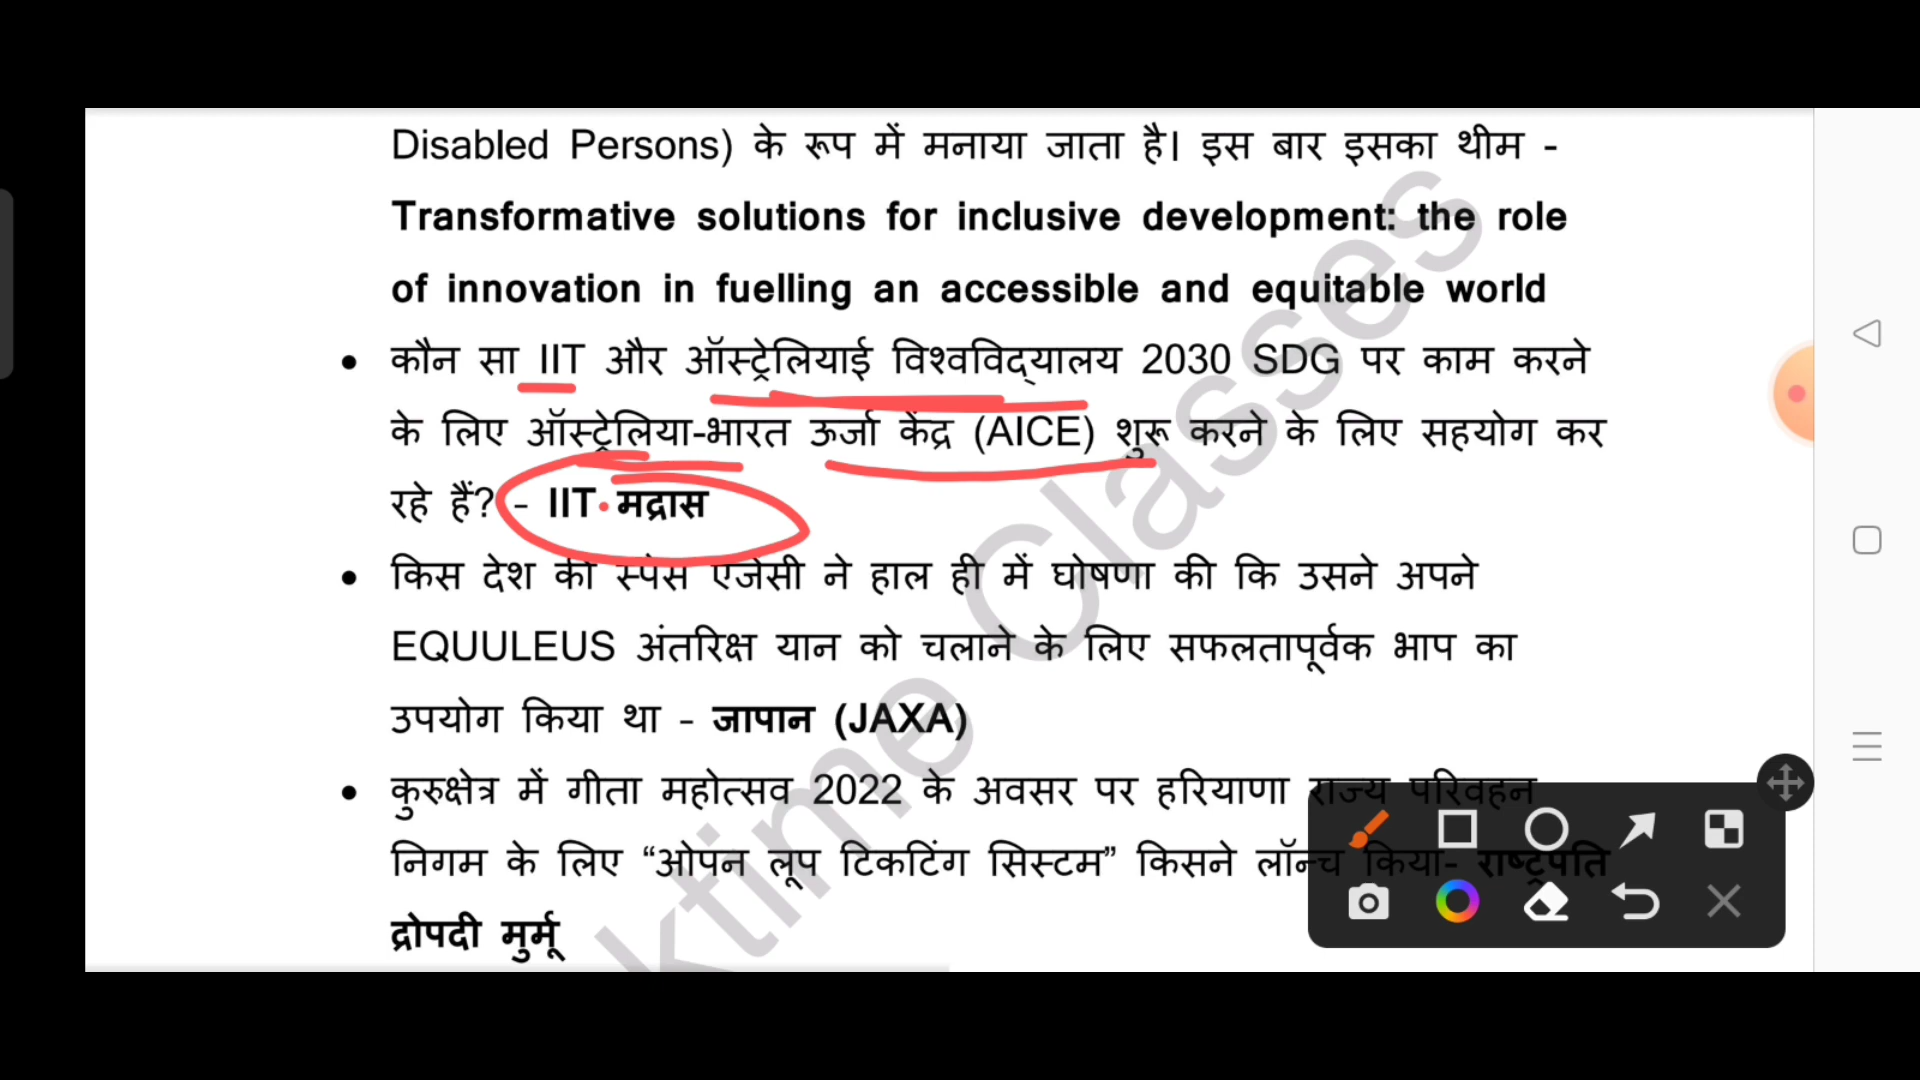 Disabled Persons) के रूप में मनाया जाता है। इस बार इसका थीम -
Transformative solutions for inclusive development: the role
of innovation in fuelling an accessible and equitable world
• कौन सा IIT और ऑस्ट्रेलियाई विश्वविद्यालय 2030 SDG पर काम करने
के लिए ऑस्ट्रेलिया-भारत ऊर्जा केंद्र (AICE) शुरू करने के लिए सहयोग कर
रहे हैं? - IIT मद्रास
• किस देश की स्पेस एजेंसी ने हाल ही में घोषणा की कि उसने अपने
EQUULEUS अंतरिक्ष यान को चलाने के लिए सफलतापूर्वक भाप का
उपयोग किया था - जापान (JAXA)
• कुरुक्षेत्र में गीता महोत्सव 2022 के अवसर पर हरियाणा राज्य परिवहन
निगम के लिए “ओपन लूप टिकटिंग सिस्टम” किसने लॉन्च किया- राष्ट्रपति
द्रोपदी मुर्मू
ktime Classes